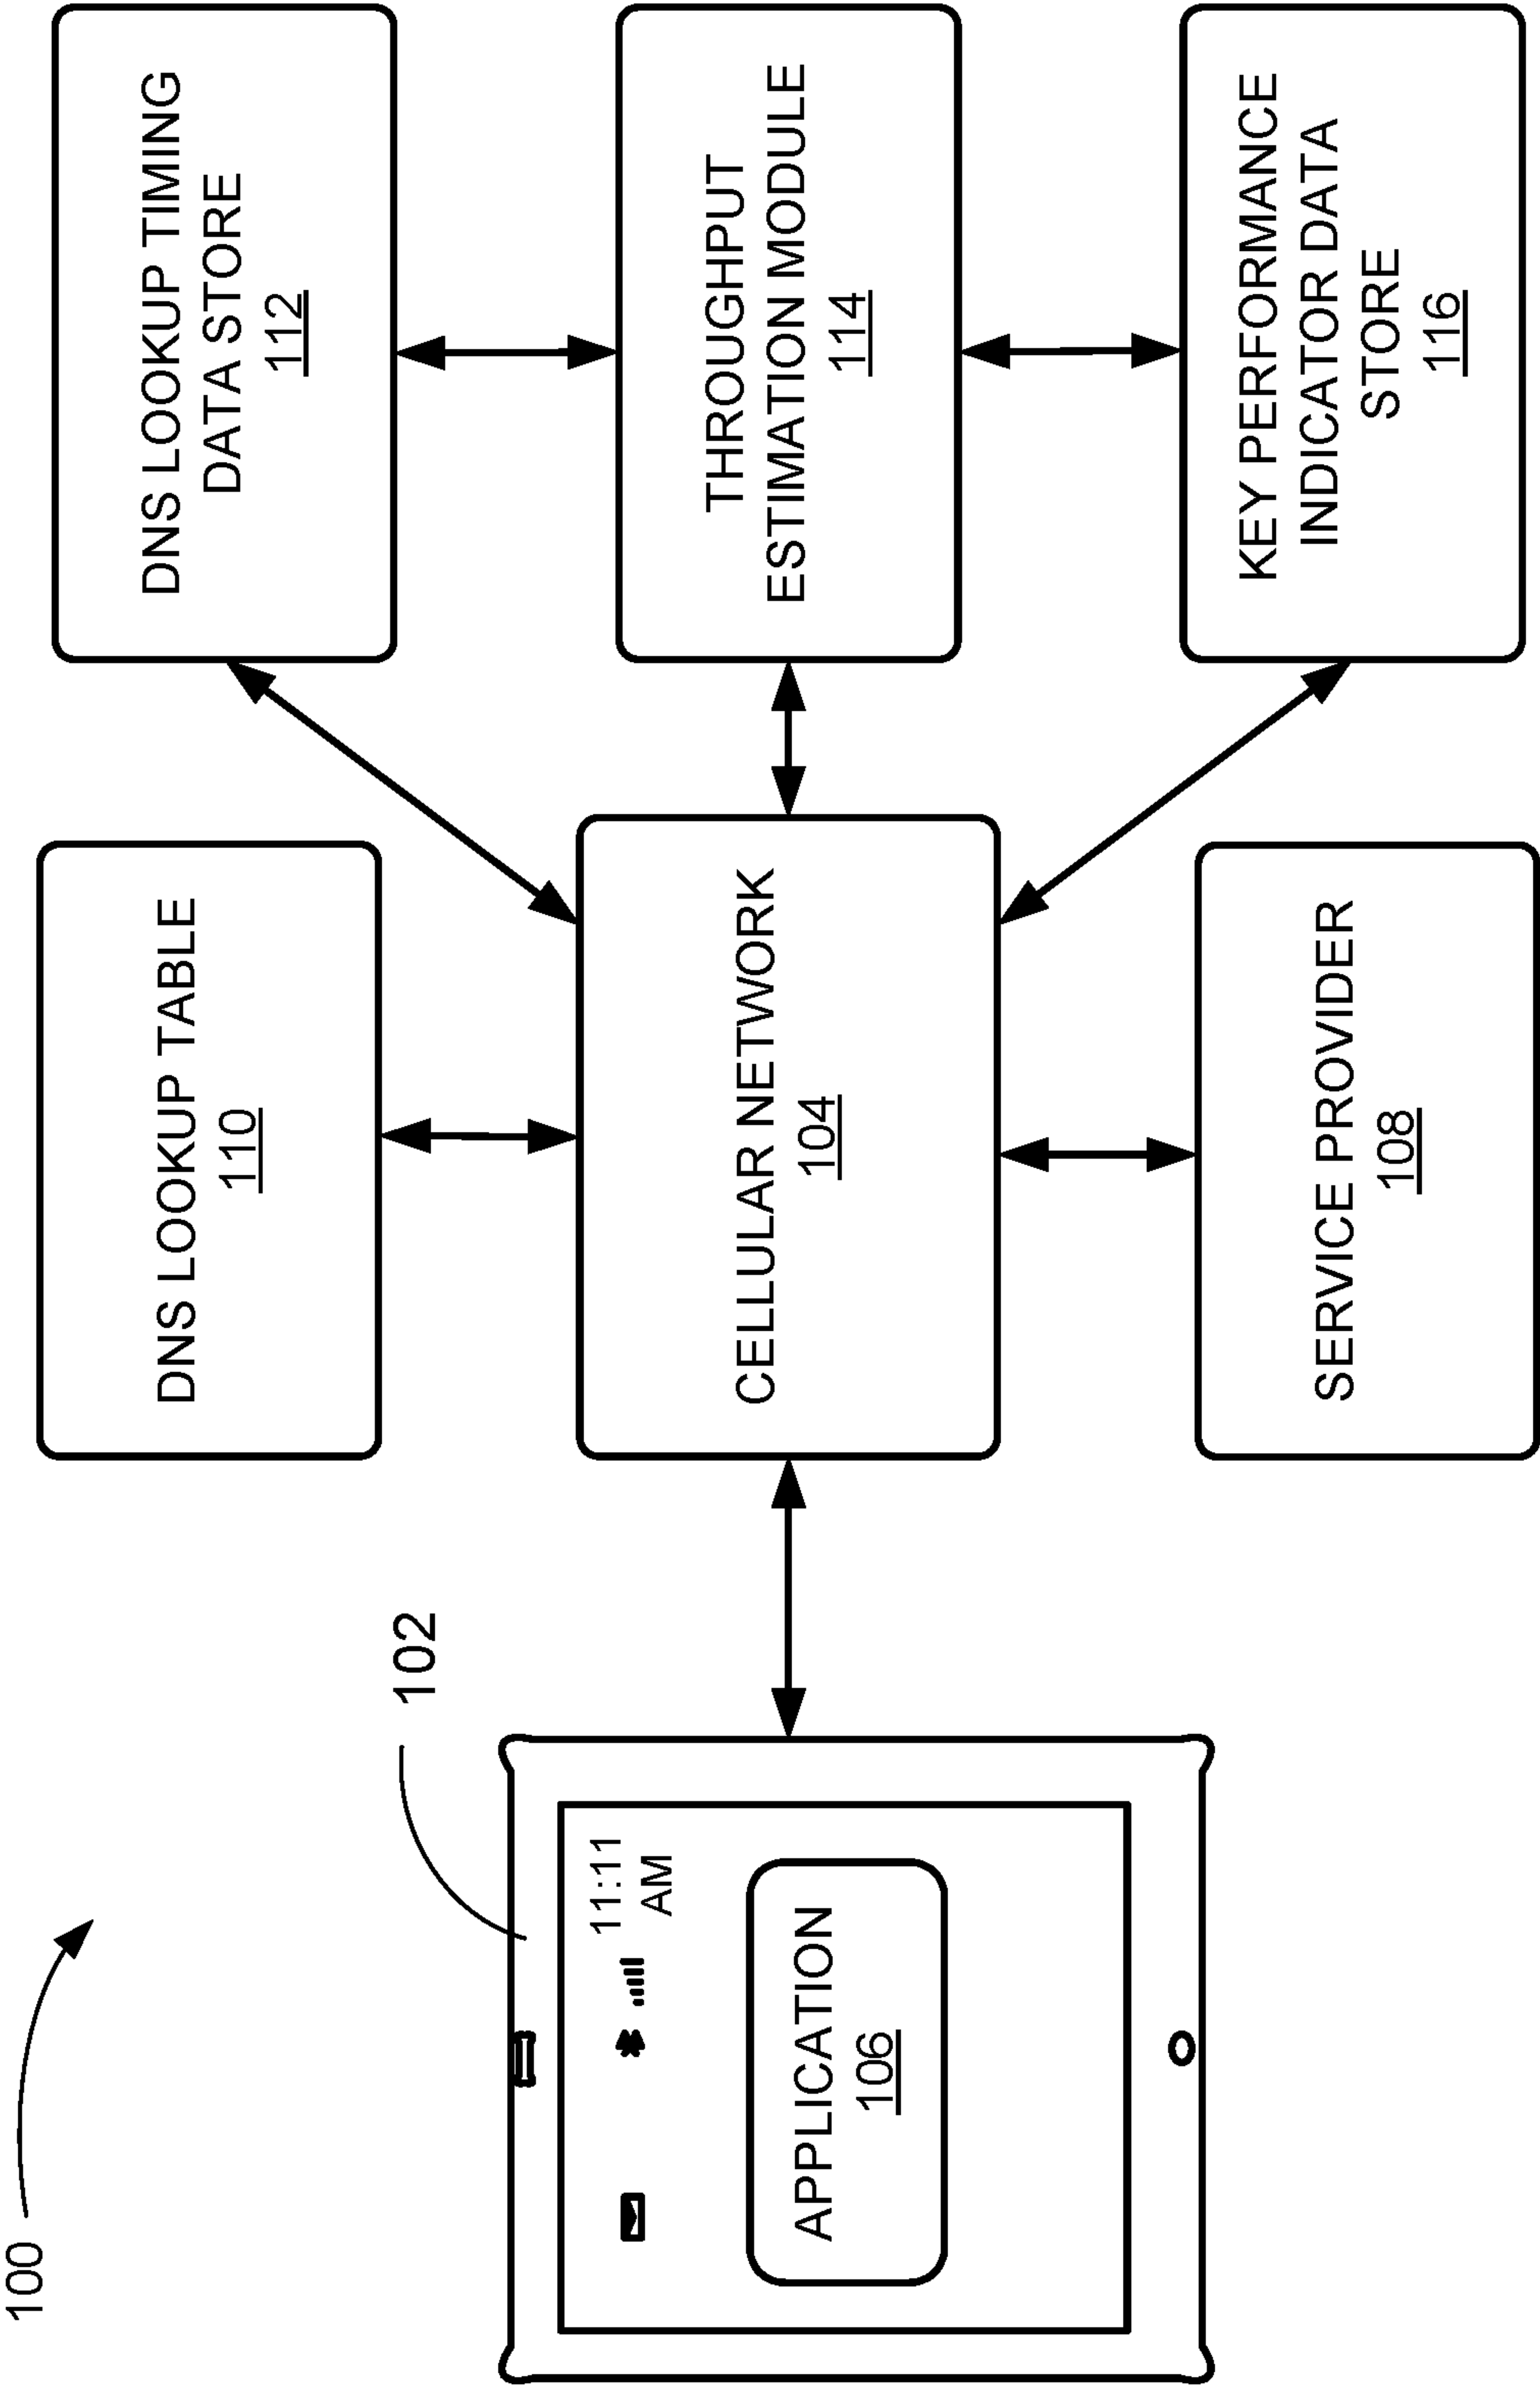 100
102
11:11
AM
APPLICATION
106
DNS LOOKUP TABLE
110
CELLULAR NETWORK
104
SERVICE PROVIDER
108
DNS LOOKUP TIMING
DATA STORE
112
THROUGHPUT
ESTIMATION MODULE
114
KEY PERFORMANCE
INDICATOR DATA
STORE
116